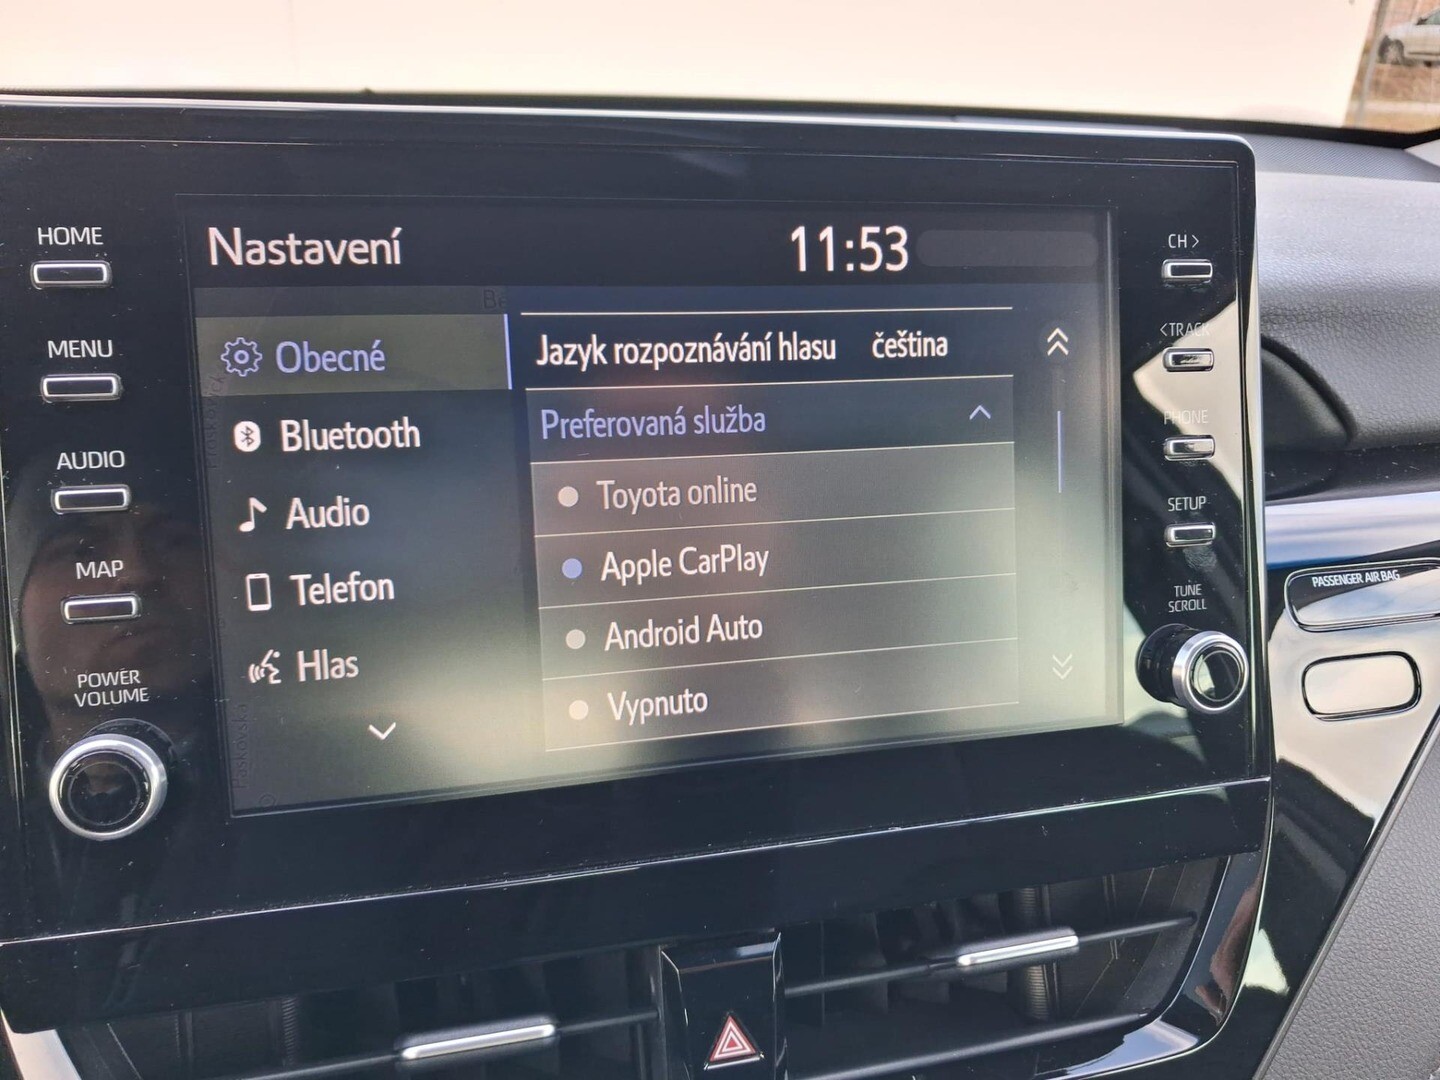 HOME
MENU
AUDIO
MAP
POWER
VOLUME
Nastavení
11:53
Obecné
Bluetooth
Audio
Telefon
Hlas
Jazyk rozpoznávání hlasu čeština
Preferovaná služba
Toyota online
Apple CarPlay
Android Auto
Vypnuto
Paskovská
CH >
< TRACK
PHONE
SETUP
TUNE
SCROLL
PASSENGER AIR BAG